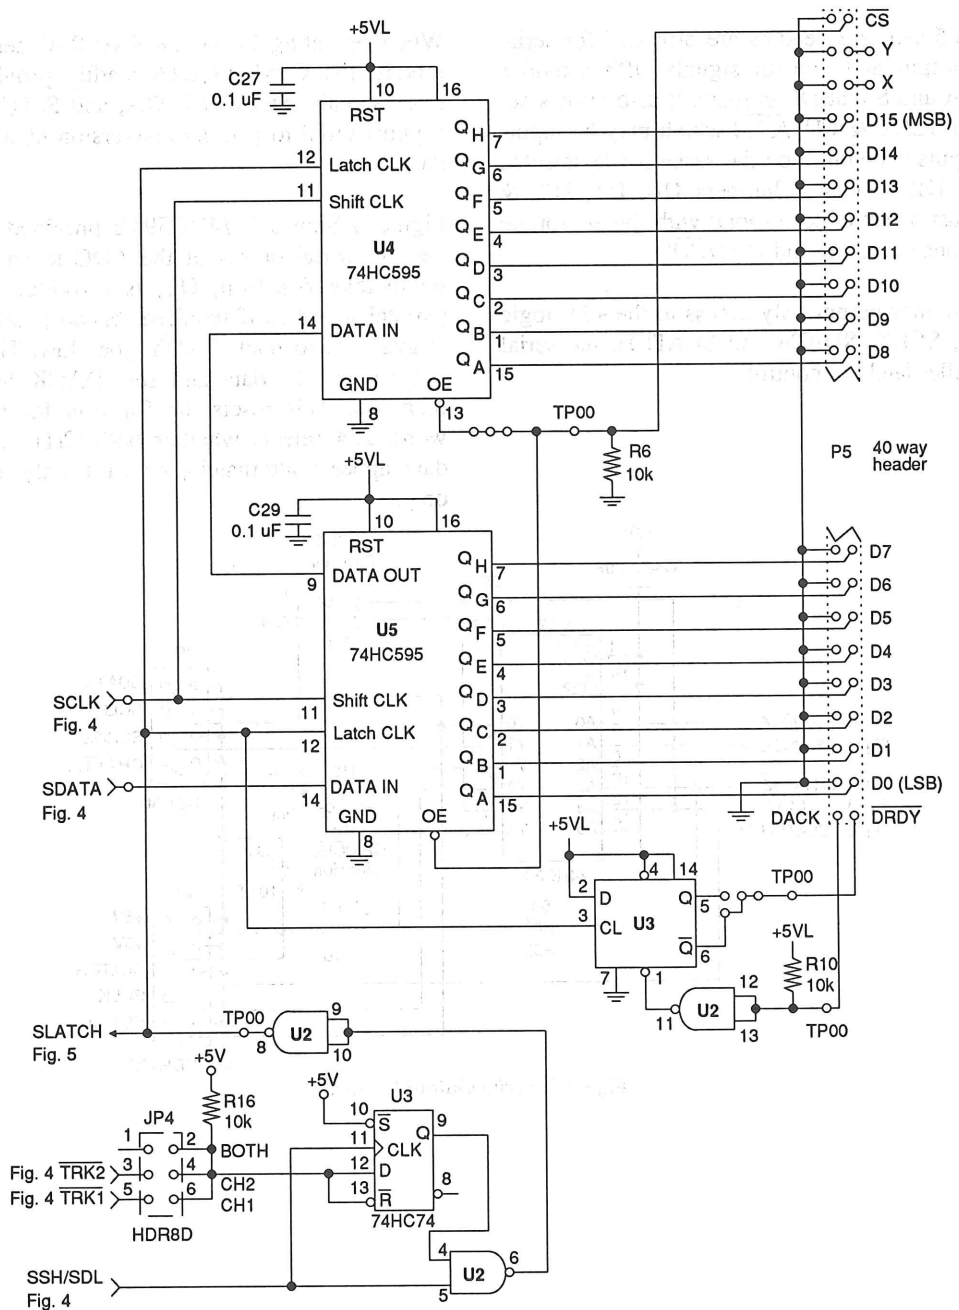 +5VL
C27
0.1 uF
10
16
RST
12
Latch CLK
11
Shift CLK
U4
74HC595
14
DATA IN
GND
OE
8
13
QH
7
QG
6
QF
5
QE
4
QD
3
QC
2
QB
1
QA
15
CS
Y
X
D15 (MSB)
D14
D13
D12
D11
D10
D9
D8
TP00
R6
10k
P5
40 way
header
+5VL
C29
0.1 uF
10
16
RST
9
DATA OUT
U5
74HC595
SCLK
Fig. 4
Shift CLK
11
Latch CLK
12
SDATA
Fig. 4
DATA IN
14
GND
OE
8
QH
7
QG
6
QF
5
QE
4
QD
3
QC
2
QB
1
QA
15
D7
D6
D5
D4
D3
D2
D1
D0 (LSB)
DACK
DRDY
+5VL
4
14
2
D
Q
5
3
CL
U3
Q
6
7
1
TP00
+5VL
R10
10k
11
U2
12
13
TP00
SLATCH
Fig. 5
TP00
8
U2
9
10
+5V
R16
10k
JP4
1
2
BOTH
Fig. 4 TRK2
3
4
CH2
Fig. 4 TRK1
5
6
CH1
HDR8D
+5V
U3
10
S
Q
9
11
CLK
12
D
13
R
8
74HC74
4
U2
6
5
SSH/SDL
Fig. 4